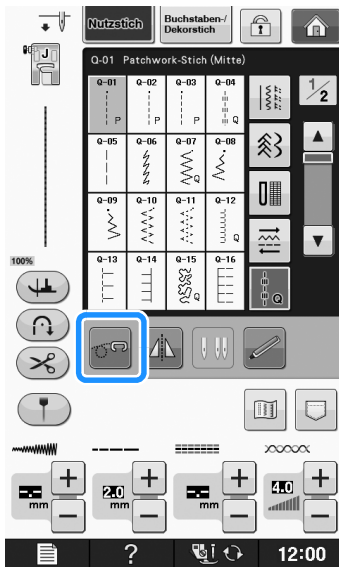 Nutzstich Buchstaben-/
Dekorstich
J
Q-01 Patchwork-Stich (Mitte)
Q-01 Q-02 Q-03 Q-04 1/2
P P P Q
Q-05 Q-06 Q-07 Q-08
Q
Q-09 Q-10 Q-11 Q-12
Q Q
100% Q-13 Q-14 Q-15 Q-16
Q Q
-.- 2.0 -.- 4.0
mm mm mm
? 12:00